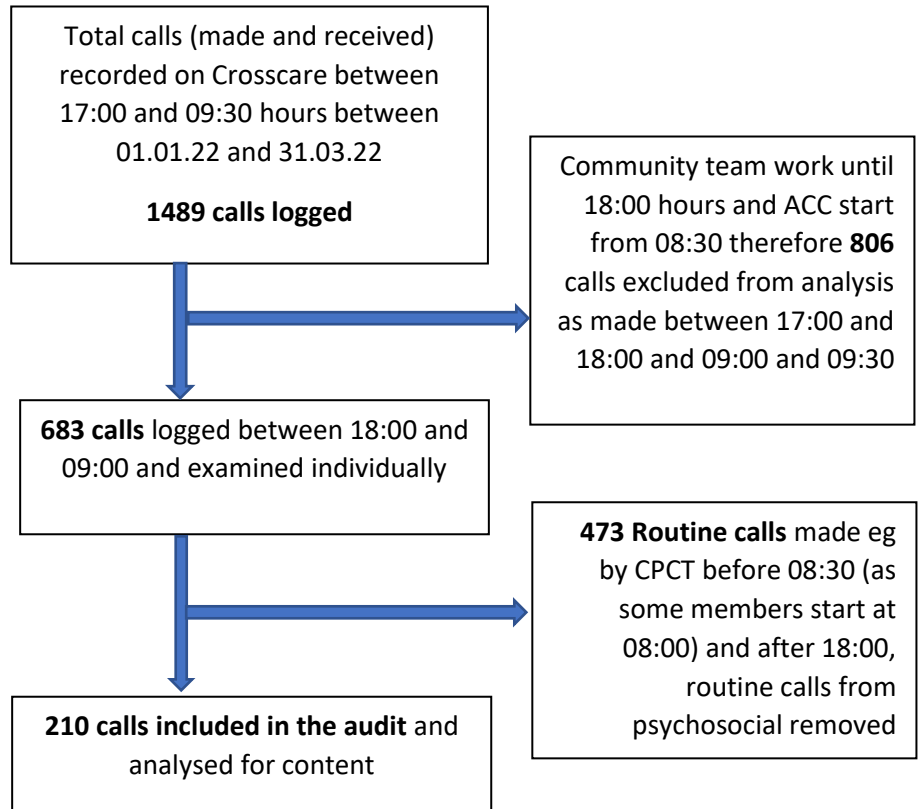 Total calls (made and received)
recorded on Crosscare between
17:00 and 09:30 hours between
01.01.22 and 31.03.22
1489 calls logged
Community team work until
18:00 hours and ACC start
from 08:30 therefore 806
calls excluded from analysis
as made between 17:00 and
18:00 and 09:00 and 09:30
683 calls logged between 18:00 and
09:00 and examined individually
473 Routine calls made eg
by CPCT before 08:30 (as
some members start at
08:00) and after 18:00,
routine calls from
psychosocial removed
210 calls included in the audit and
analysed for content